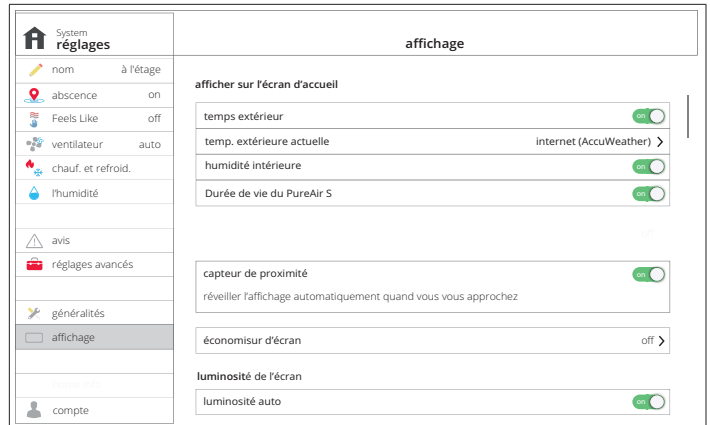 System
réglages
affichage
nom à l'étage
abscence on
Feels Like off
ventilateur auto
chauf. et refroid.
l'humidité
avis
réglages avancés
généralités
affichage
compte
afficher sur l'écran d'accueil
temps extérieur on
temp. extérieure actuelle internet (AccuWeather)
humidité intérieure on
Durée de vie du PureAir S on
capteur de proximité on
réveiller l'affichage automatiquement quand vous vous approchez
économisur d'écran off
luminosité de l'écran
luminosité auto on